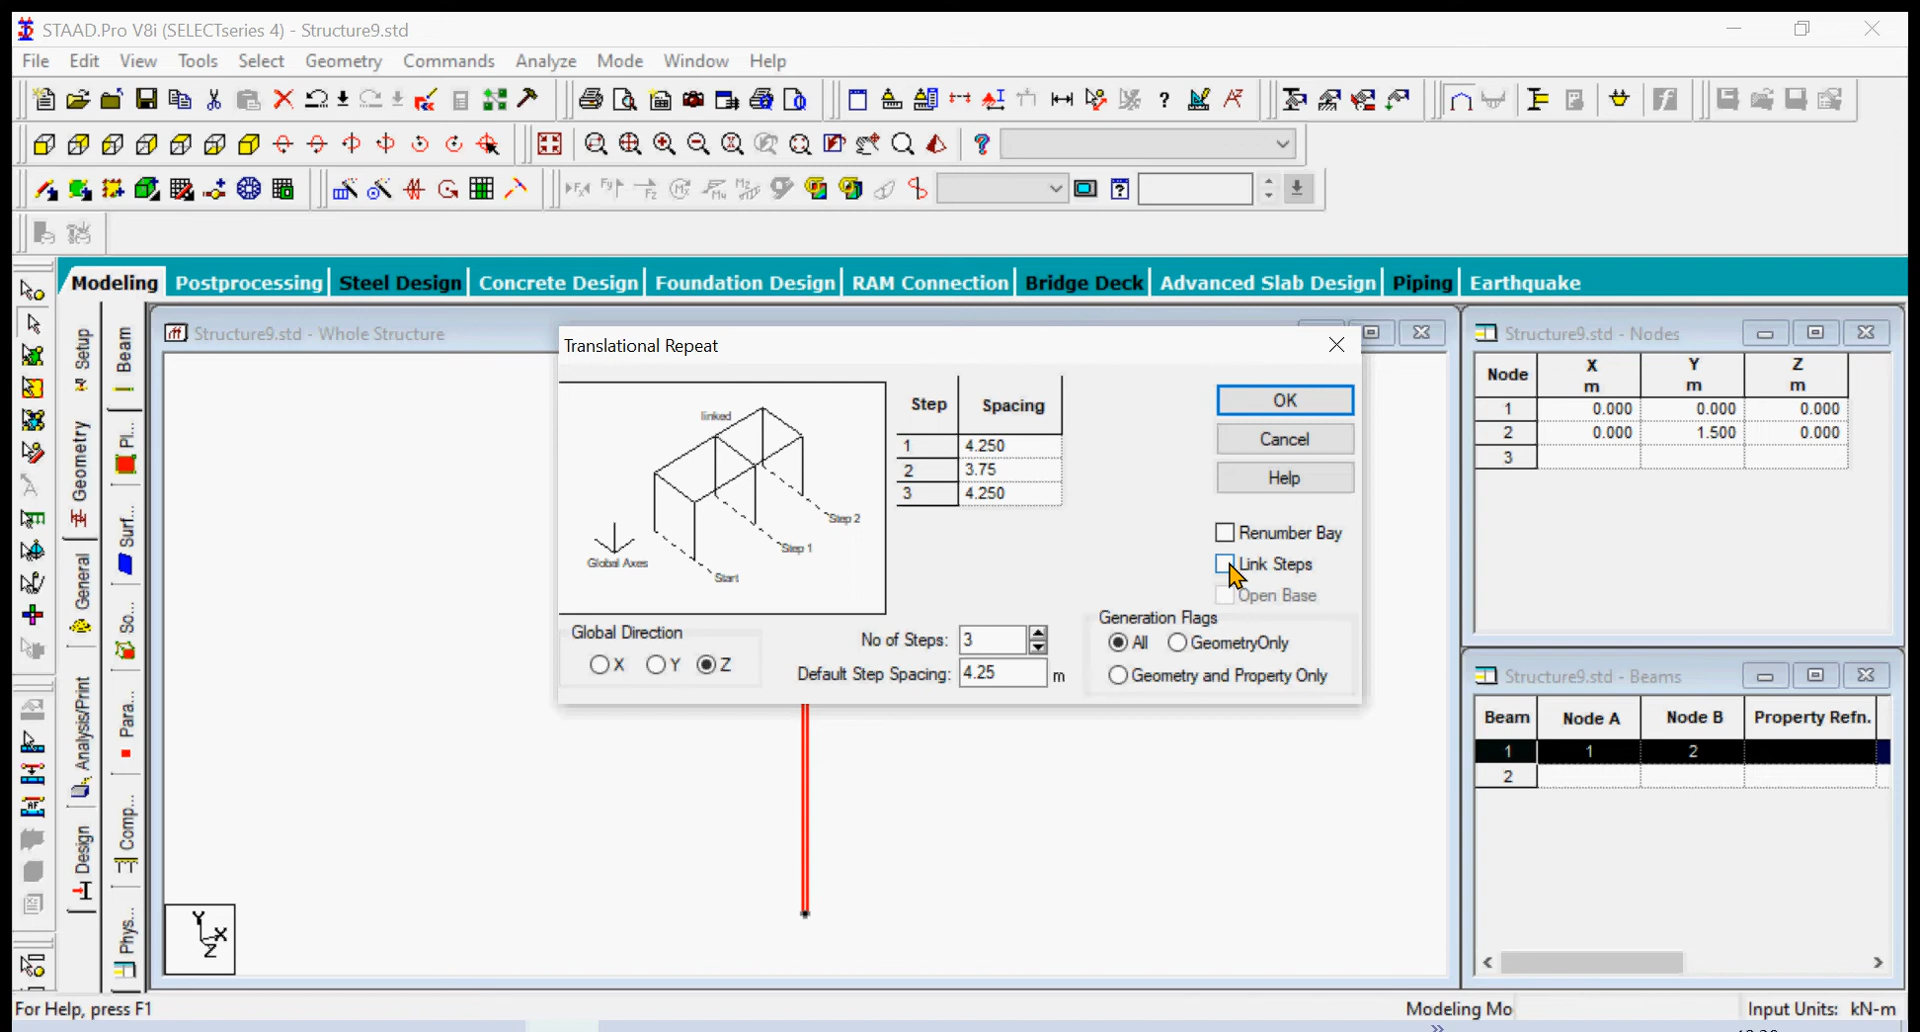 STAAD.Pro V8i (SELECTseries 4) - Structure9.std
File Edit View Tools Select Geometry Commands Analyze Mode Window Help
Modeling Postprocessing Steel Design Concrete Design Foundation Design RAM Connection Bridge Deck Advanced Slab Design Piping Earthquake
Setup
Geometry
General
Analysis/Print
Design
Beam
Pl...
Surf...
So...
Para...
Comp...
Phys...
Structure9.std - Whole Structure
Translational Repeat
linked
Step 2
Step 1
Start
Global Axes
Step Spacing
1 4.250
2 3.75
3 4.250
OK
Cancel
Help
Renumber Bay
Link Steps
Open Base
Global Direction
X Y Z
No of Steps: 3
Default Step Spacing: 4.25 m
Generation Flags
All GeometryOnly
Geometry and Property Only
Y
X
Z
Structure9.std - Nodes
Node X m Y m Z m
1 0.000 0.000 0.000
2 0.000 1.500 0.000
3
Structure9.std - Beams
Beam Node A Node B Property Refn.
1 1 2
2
For Help, press F1
Modeling Mo
Input Units: kN-m